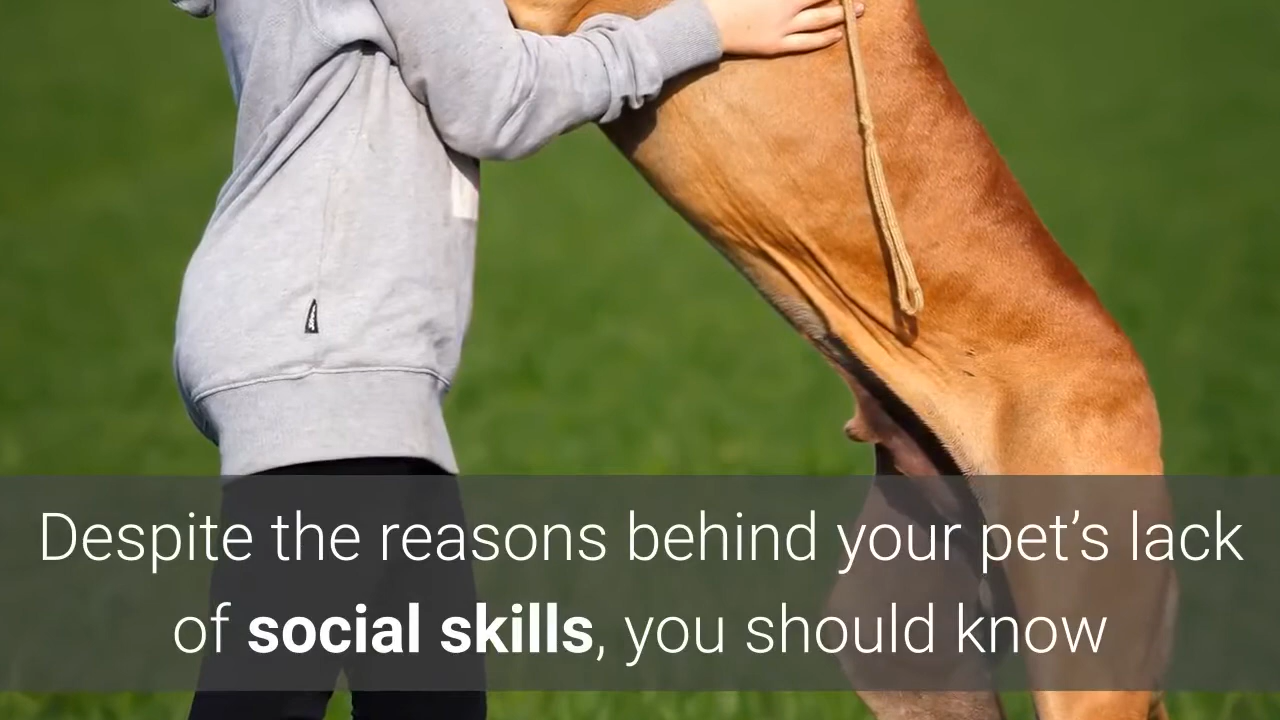 Despite the reasons behind your pet’s lack
of social skills, you should know